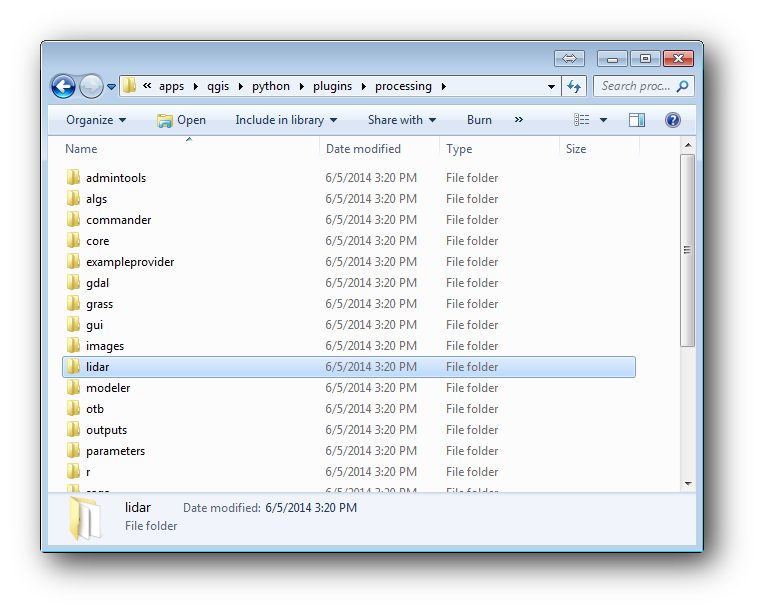 « apps qgis python plugins processing
Search proc...
Organize Open Include in library Share with Burn »
Name Date modified Type Size
admintools 6/5/2014 3:20 PM File folder
algs 6/5/2014 3:20 PM File folder
commander 6/5/2014 3:20 PM File folder
core 6/5/2014 3:20 PM File folder
exampleprovider 6/5/2014 3:20 PM File folder
gdal 6/5/2014 3:20 PM File folder
grass 6/5/2014 3:20 PM File folder
gui 6/5/2014 3:20 PM File folder
images 6/5/2014 3:20 PM File folder
lidar 6/5/2014 3:20 PM File folder
modeler 6/5/2014 3:20 PM File folder
otb 6/5/2014 3:20 PM File folder
outputs 6/5/2014 3:20 PM File folder
parameters 6/5/2014 3:20 PM File folder
r 6/5/2014 3:20 PM File folder
lidar Date modified: 6/5/2014 3:20 PM
File folder